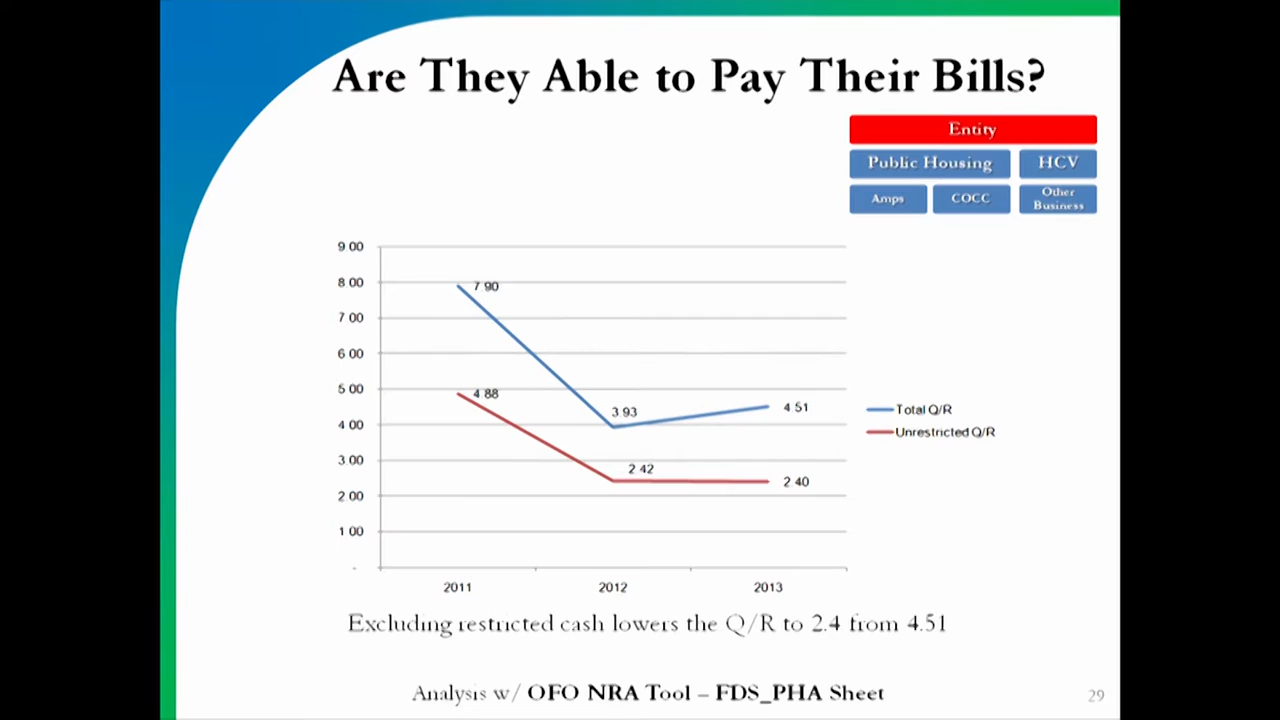 Are They Able to Pay Their Bills?
Entity
Public Housing
HCV
Amps
COCC
Other
Business
9 00
8 00
7 00
6 00
5 00
4 00
3 00
2 00
1 00
-
7 90
4 88
3 93
2 42
4 51
2 40
Total Q/R
Unrestricted Q/R
2011
2012
2013
Excluding restricted cash lowers the Q/R to 2.4 from 4.51
Analysis w/ OFO NRA Tool – FDS_PHA Sheet
29